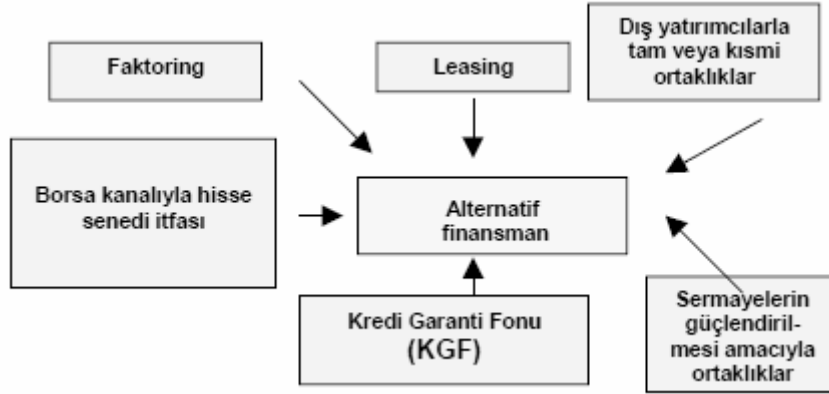 Faktoring
Leasing
Dış yatırımcılarla
tam veya kısmi
ortaklıklar
Borsa kanalıyla hisse
senedi itfası
Alternatif
finansman
Kredi Garanti Fonu
(KGF)
Sermayelerin
güçlendiril-
mesi amacıyla
ortaklıklar